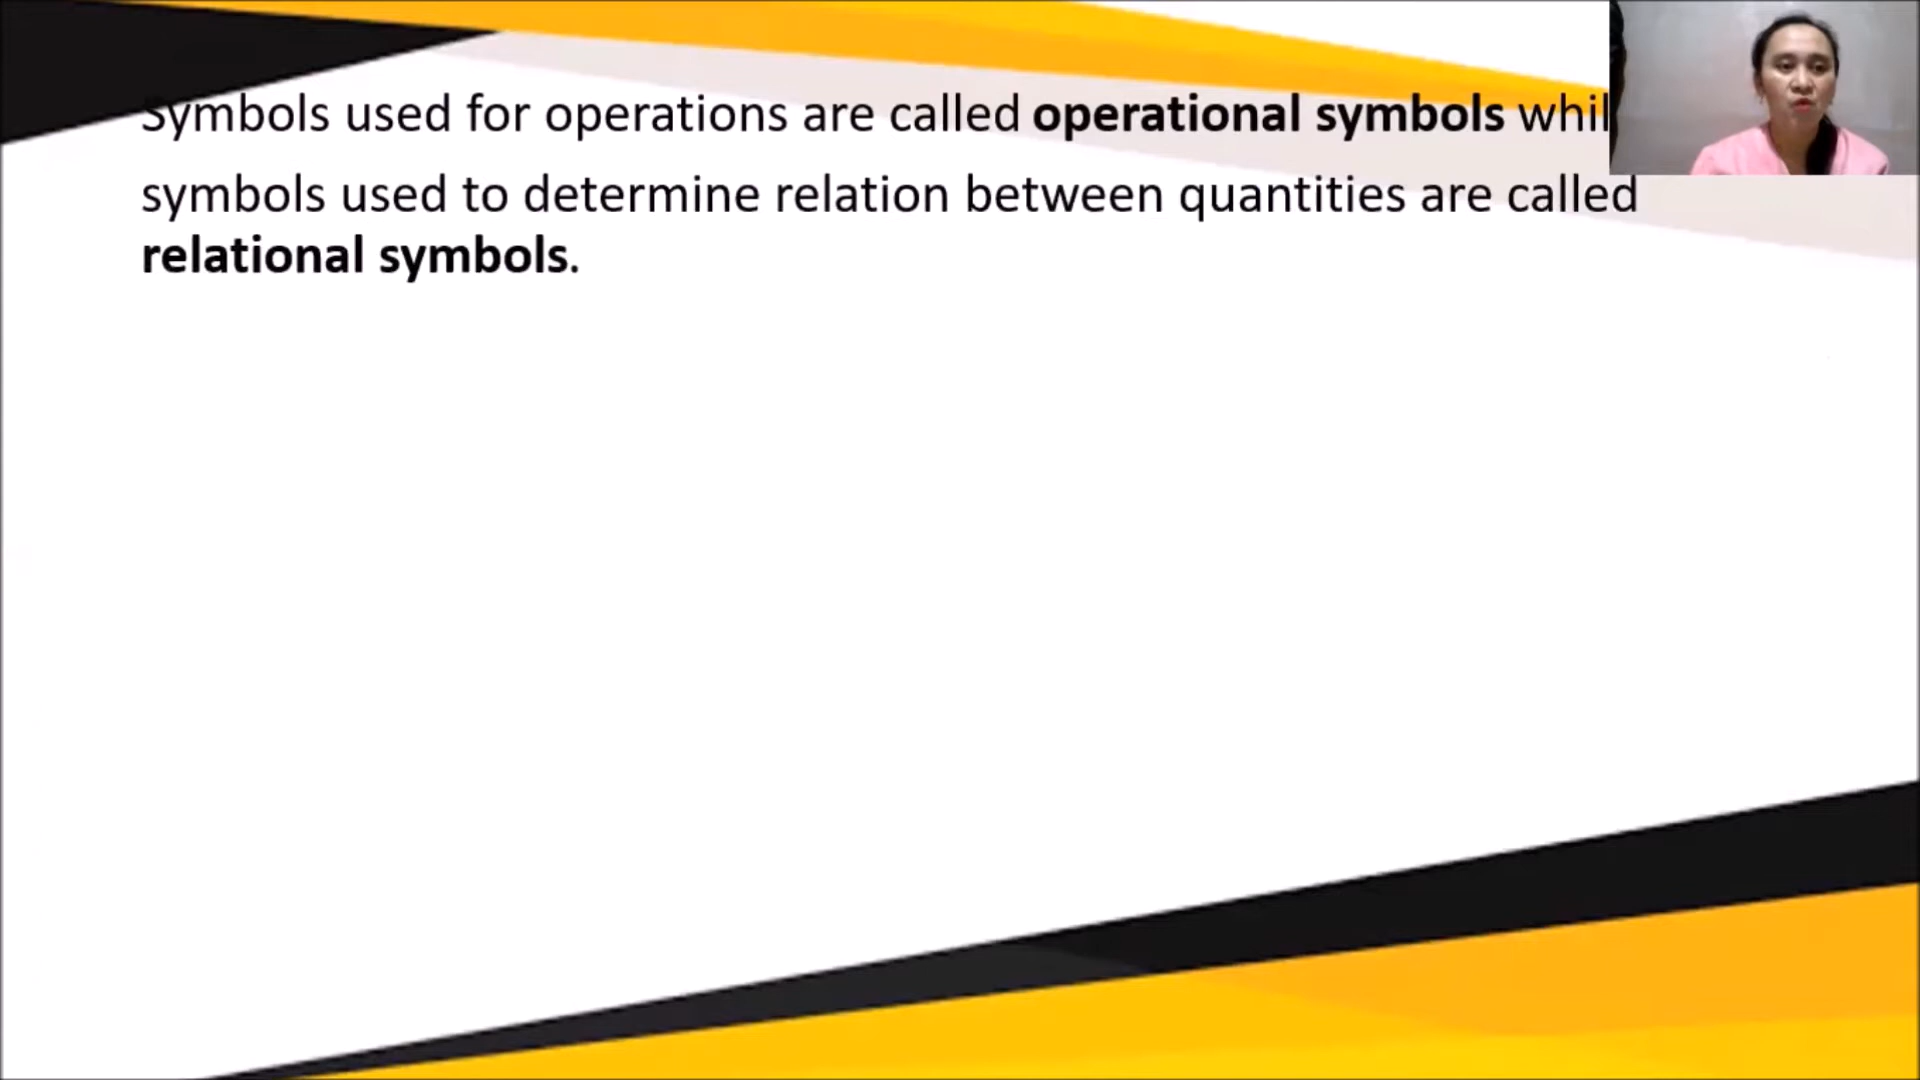 Symbols used for operations are called operational symbols whil
symbols used to determine relation between quantities are called
relational symbols.